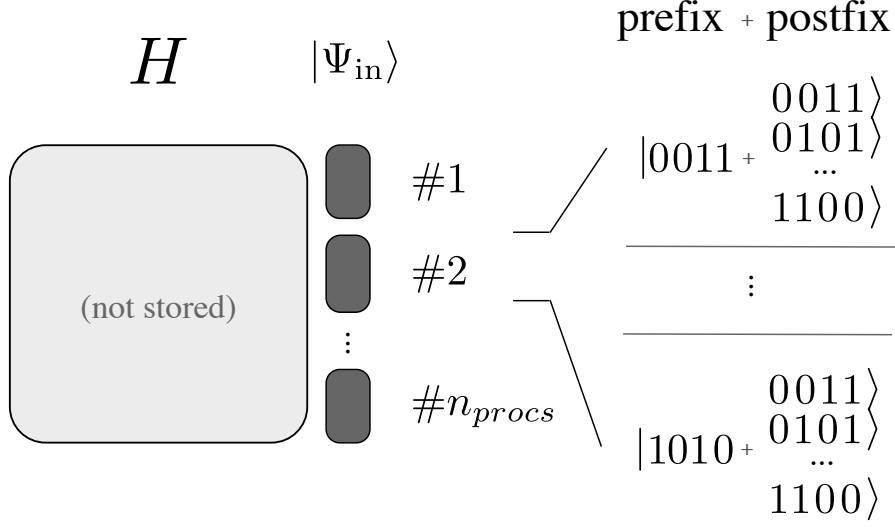 H
|Ψin⟩
(not stored)
#1
#2
⋮
#nprocs
prefix + postfix
|0011 +
0011⟩
0101⟩
...
1100⟩
⋮
|1010 +
0011⟩
0101⟩
...
1100⟩